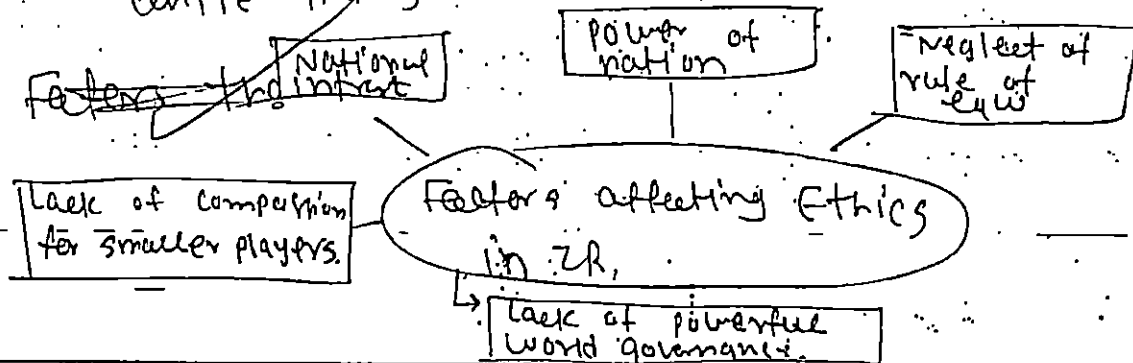 National
intrest
power of
nation
Neglect of
rule of
law
Lack of compassion
for smaller players.
Factors affecting Ethics
in IR,
Lack of powerful
world governance.